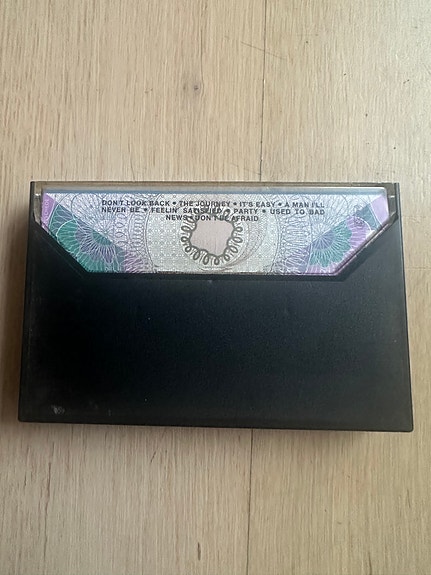 DON'T LOOK BACK • THE JOURNEY • IT'S EASY • A MAN I'LL
NEVER BE • FEELIN' SATISFIED • PARTY • USED TO BAD
NEWS • DON'T BE AFRAID